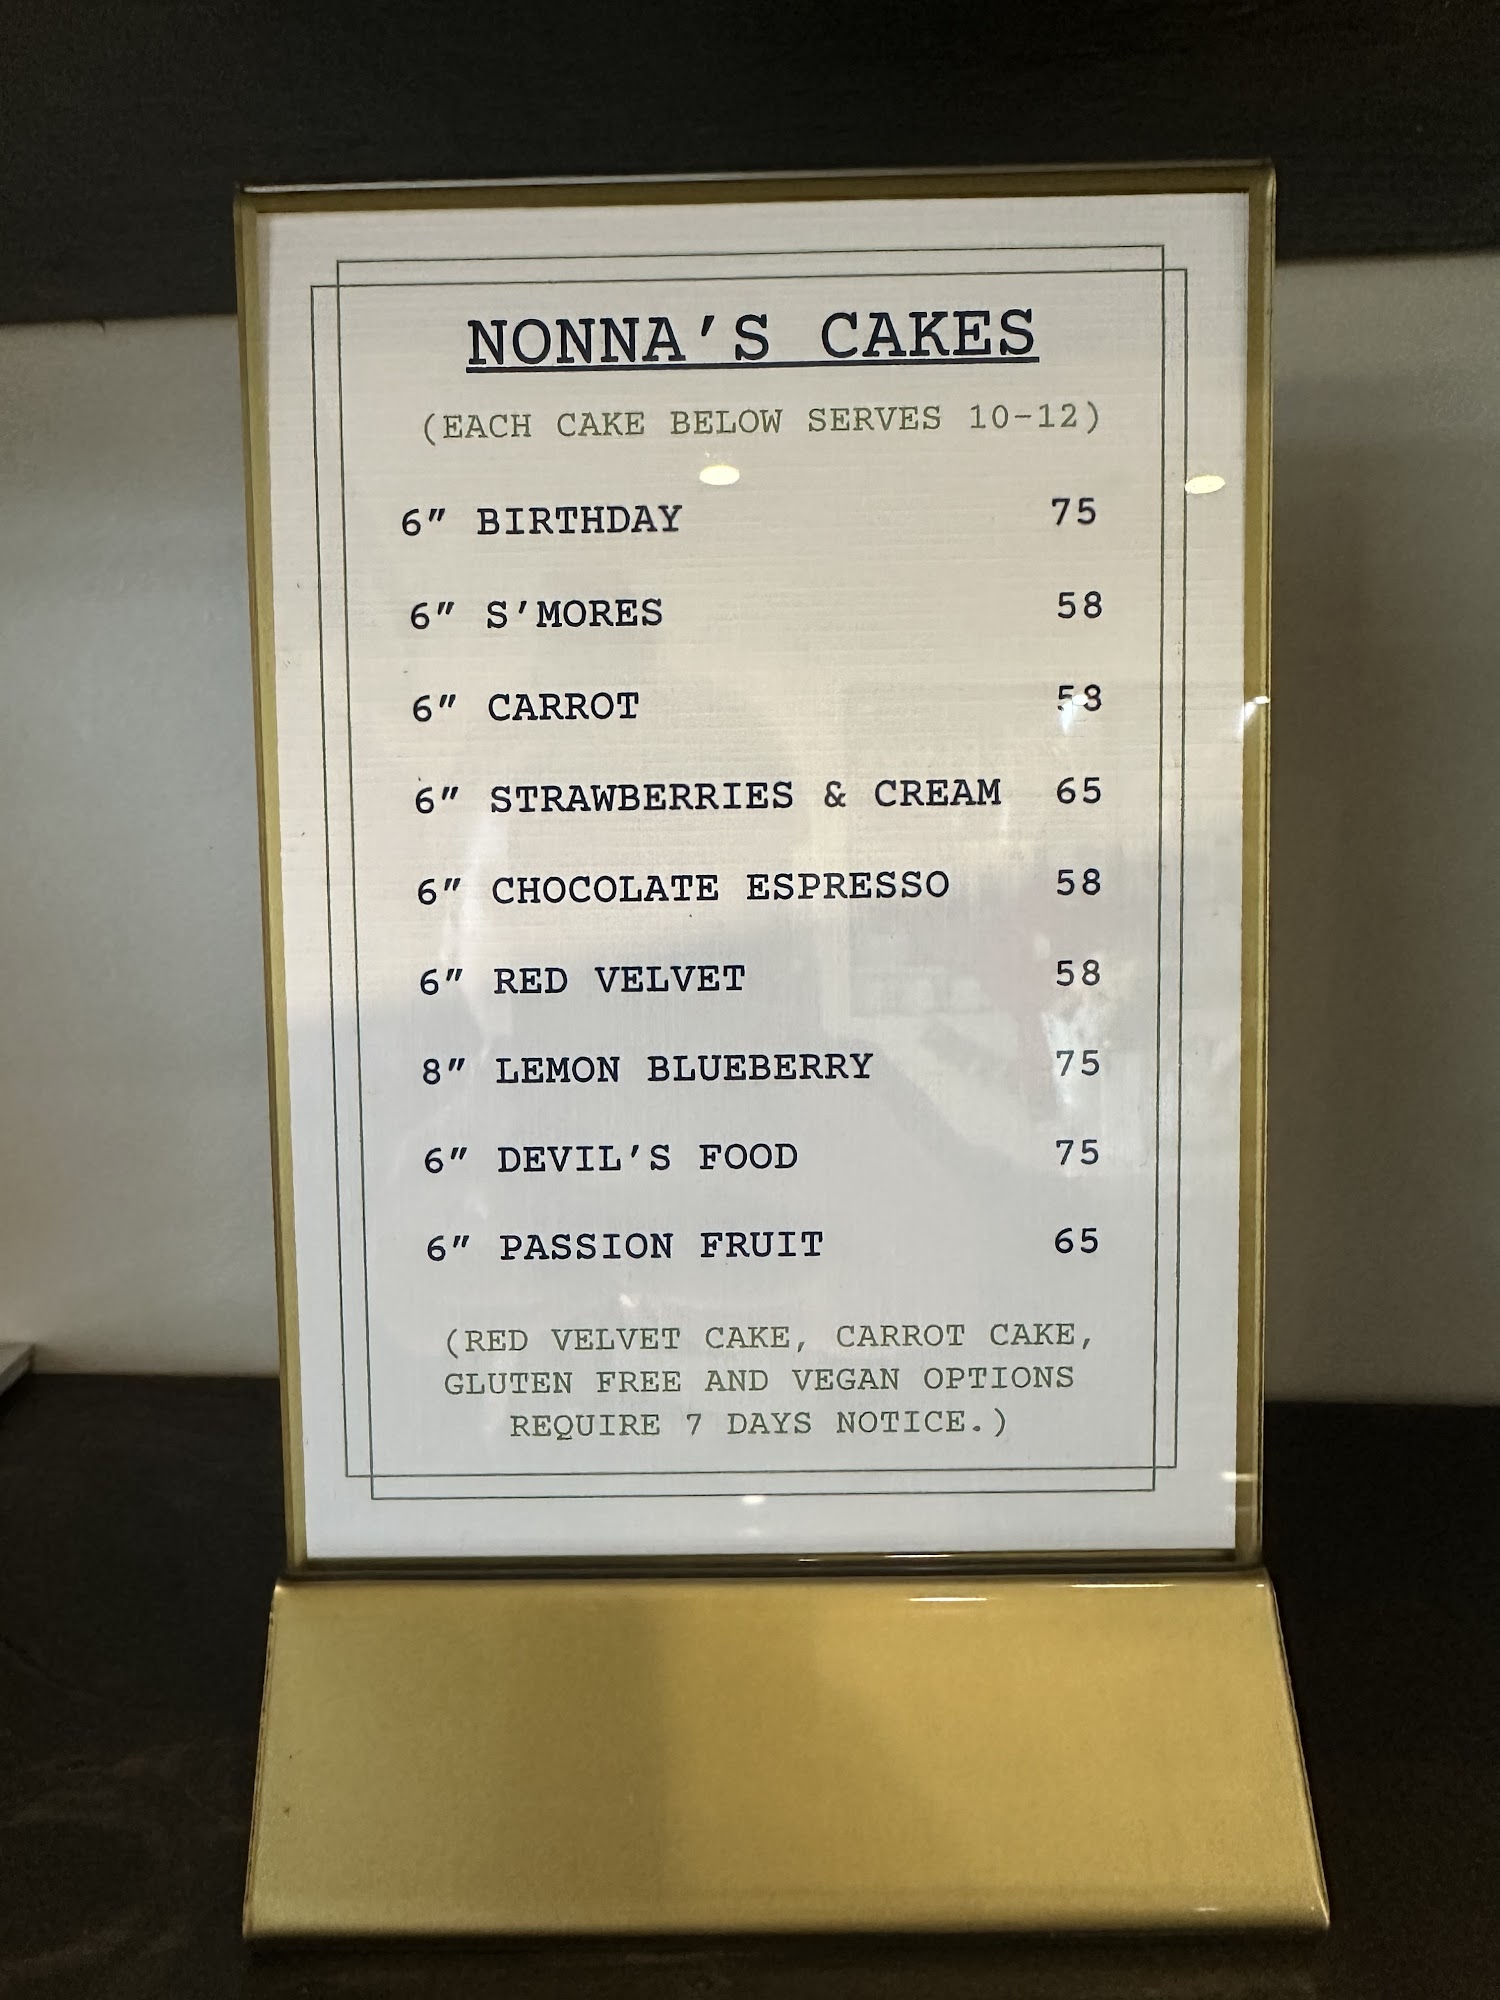 NONNA'S CAKES
(EACH CAKE BELOW SERVES 10-12)
6" BIRTHDAY 75
6" S'MORES 58
6" CARROT 58
6" STRAWBERRIES & CREAM 65
6" CHOCOLATE ESPRESSO 58
6" RED VELVET 58
8" LEMON BLUEBERRY 75
6" DEVIL'S FOOD 75
6" PASSION FRUIT 65
(RED VELVET CAKE, CARROT CAKE,
GLUTEN FREE AND VEGAN OPTIONS
REQUIRE 7 DAYS NOTICE.)